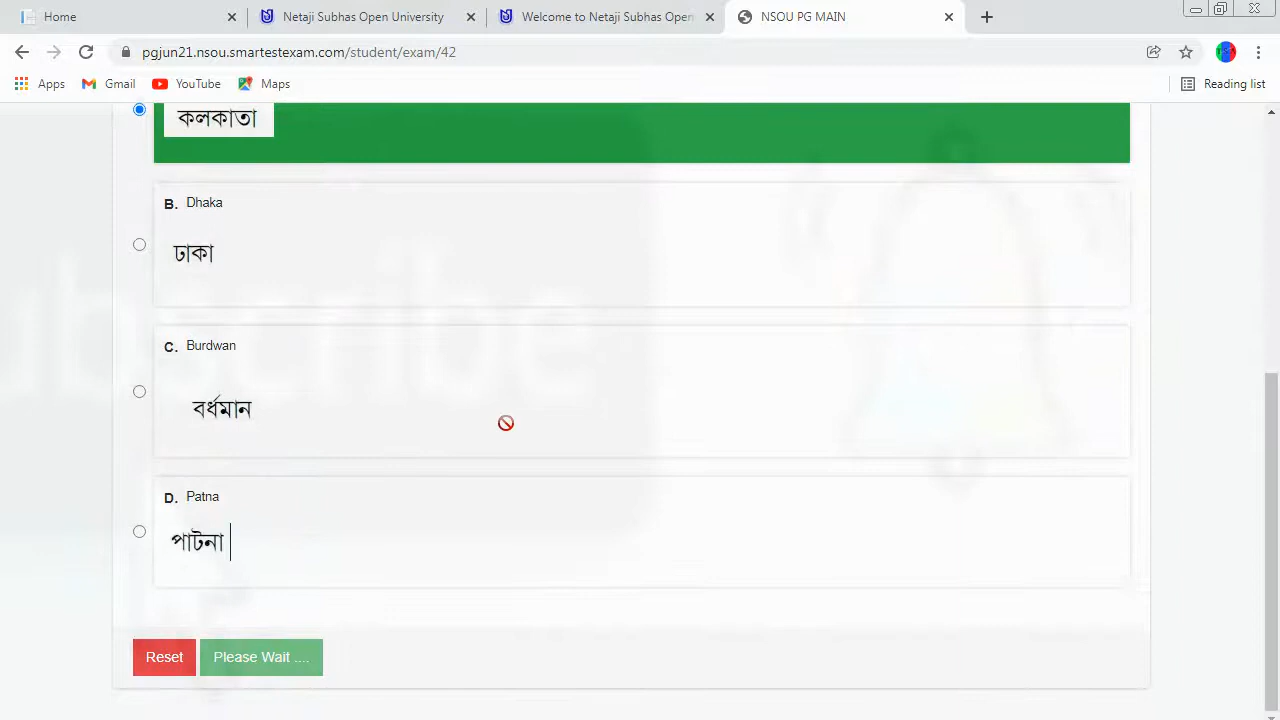 Home
Netaji Subhas Open University
Welcome to Netaji Subhas Open
NSOU PG MAIN
pgjun21.nsou.smartestexam.com/student/exam/42
Apps
Gmail
YouTube
Maps
Reading list
কলকাতা
B. Dhaka
ঢাকা
C. Burdwan
বর্ধমান
D. Patna
পাটনা
Reset
Please Wait ....
ubscribe